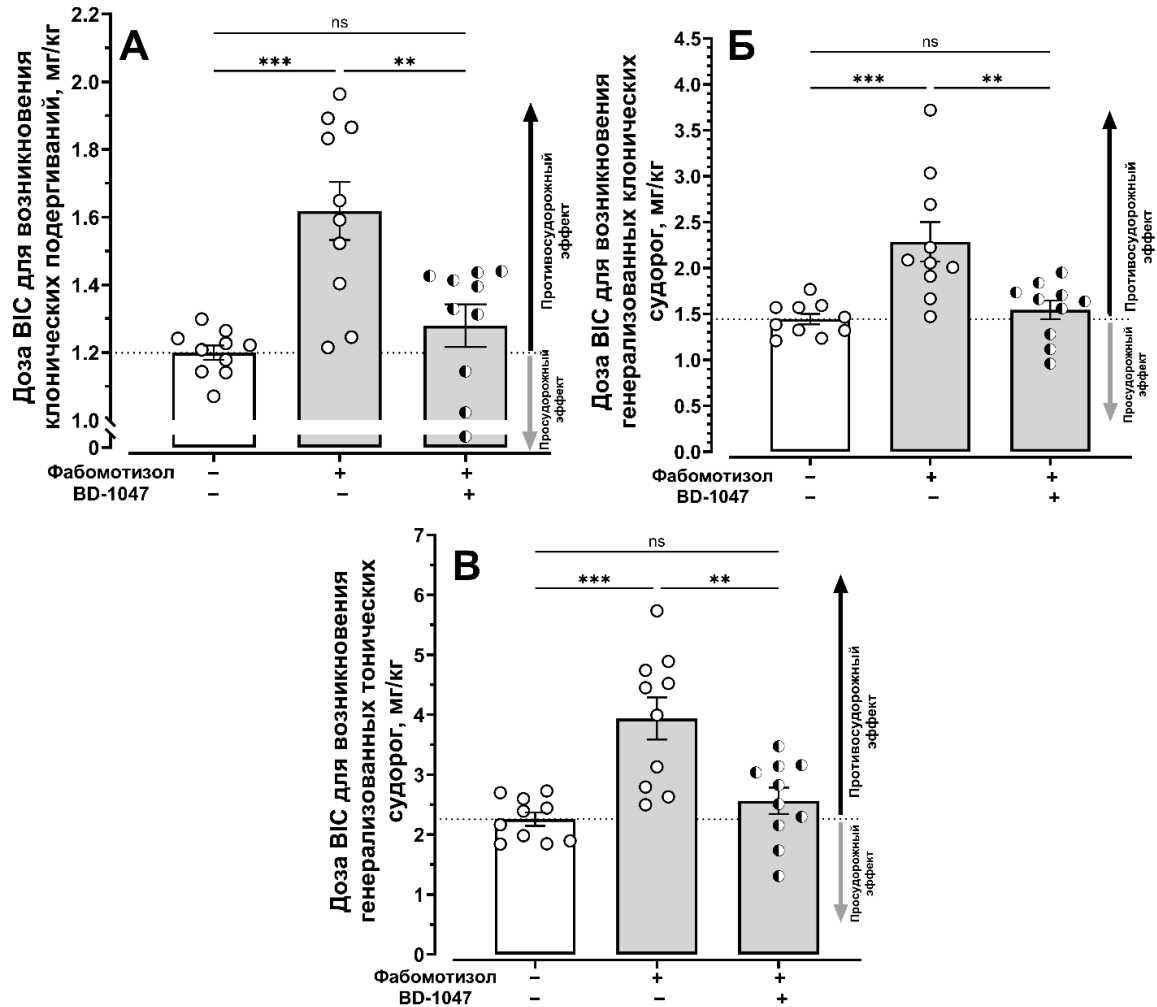 А
Доза BIC для возникновения
клонических подергиваний, мг/кг
2.2
2.0
1.8
1.6
1.4
1.2
1.0
0
ns
*** **
Противосудорожный
эффект
Просудорожный
эффект
Фабомотизол – + +
BD-1047 – – +
Б
Доза BIC для возникновения
генерализованных клонических
судорог, мг/кг
4.5
4.0
3.5
3.0
2.5
2.0
1.5
1.0
0.5
0.0
ns
*** **
Противосудорожный
эффект
Просудорожный
эффект
Фабомотизол – + +
BD-1047 – – +
В
Доза BIC для возникновения
генерализованных тонических
судорог, мг/кг
7
6
5
4
3
2
1
0
ns
*** **
Противосудорожный
эффект
Просудорожный
эффект
Фабомотизол – + +
BD-1047 – – +